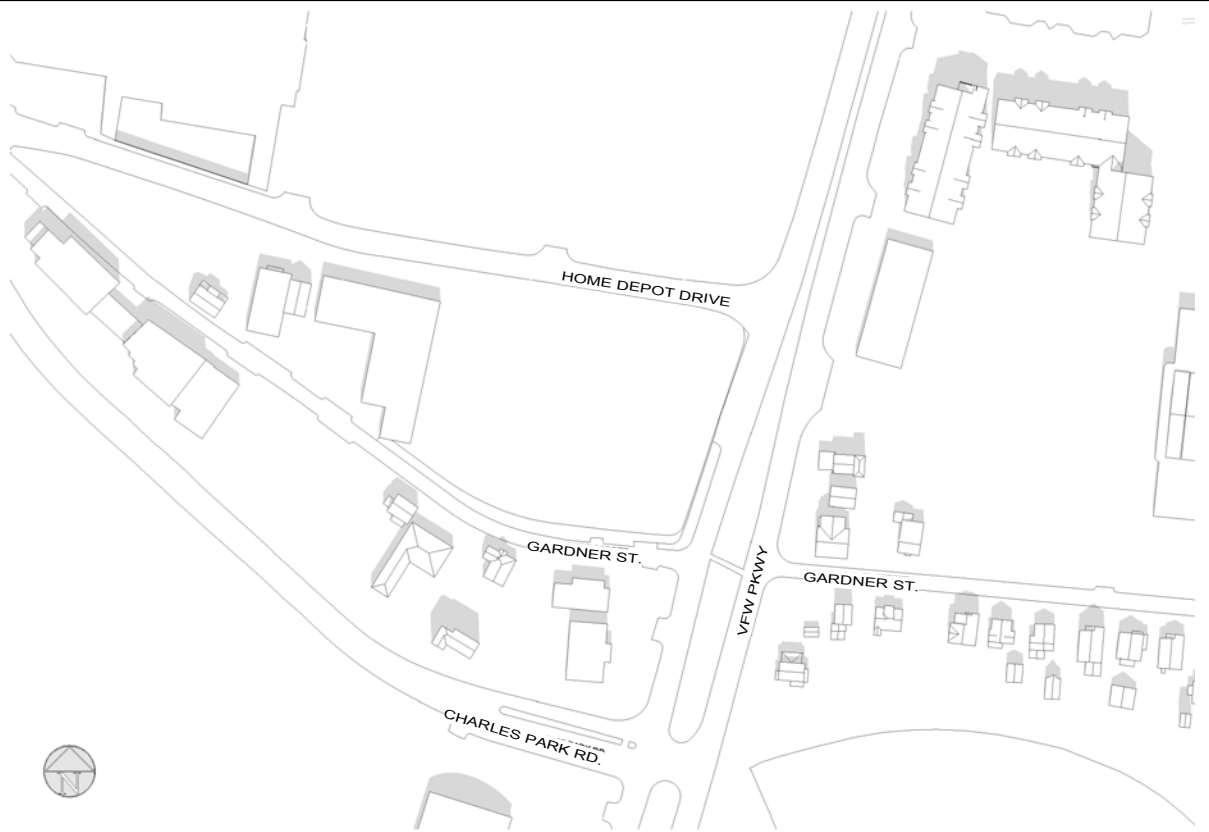 HOME DEPOT DRIVE
GARDNER ST.
GARDNER ST.
VFW PKWY
CHARLES PARK RD.
N